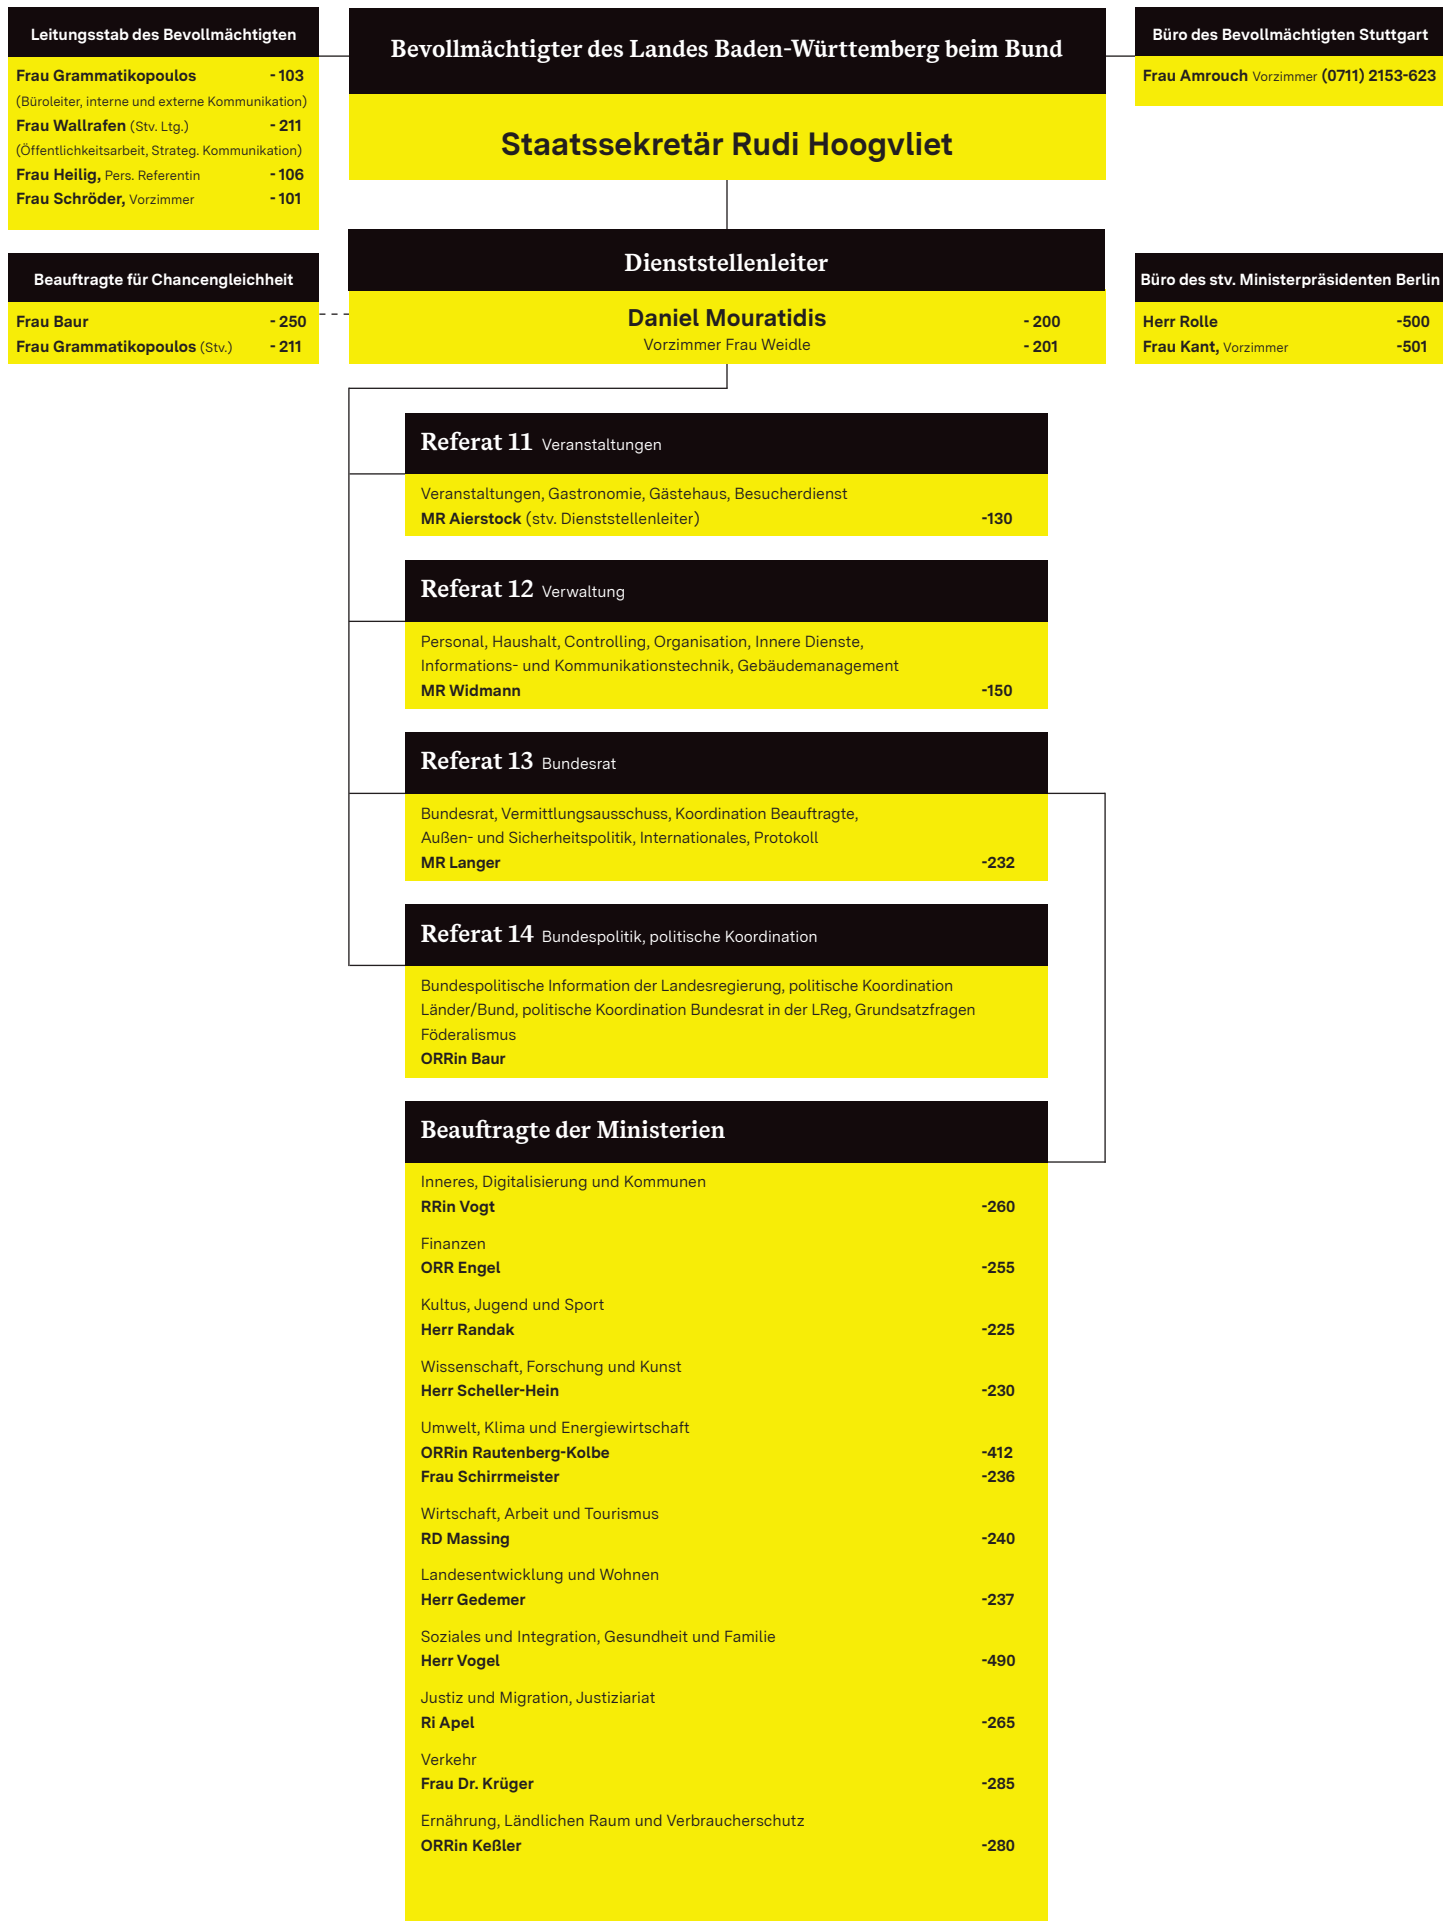 Leitungsstab des Bevollmächtigten
Frau Grammatikopoulos - 103
(Büroleiter, interne und externe Kommunikation)
Frau Wallrafen (Stv. Ltg.) - 211
(Öffentlichkeitsarbeit, Strateg. Kommunikation)
Frau Heilig, Pers. Referentin - 106
Frau Schröder, Vorzimmer - 101
Bevollmächtigter des Landes Baden-Württemberg beim Bund
Staatssekretär Rudi Hoogvliet
Büro des Bevollmächtigten Stuttgart
Frau Amrouch Vorzimmer (0711) 2153-623
Beauftragte für Chancengleichheit
Frau Baur - 250
Frau Grammatikopoulos (Stv.) - 211
Dienststellenleiter
Daniel Mouratidis - 200
Vorzimmer Frau Weidle - 201
Büro des stv. Ministerpräsidenten Berlin
Herr Rolle -500
Frau Kant, Vorzimmer -501
Referat 11 Veranstaltungen
Veranstaltungen, Gastronomie, Gästehaus, Besucherdienst
MR Aierstock (stv. Dienststellenleiter) -130
Referat 12 Verwaltung
Personal, Haushalt, Controlling, Organisation, Innere Dienste,
Informations- und Kommunikationstechnik, Gebäudemanagement
MR Widmann -150
Referat 13 Bundesrat
Bundesrat, Vermittlungsausschuss, Koordination Beauftragte,
Außen- und Sicherheitspolitik, Internationales, Protokoll
MR Langer -232
Referat 14 Bundespolitik, politische Koordination
Bundespolitische Information der Landesregierung, politische Koordination
Länder/Bund, politische Koordination Bundesrat in der LReg, Grundsatzfragen
Föderalismus
ORRin Baur
Beauftragte der Ministerien
Inneres, Digitalisierung und Kommunen
RRin Vogt -260
Finanzen
ORR Engel -255
Kultus, Jugend und Sport
Herr Randak -225
Wissenschaft, Forschung und Kunst
Herr Scheller-Hein -230
Umwelt, Klima und Energiewirtschaft
ORRin Rautenberg-Kolbe -412
Frau Schirrmeister -236
Wirtschaft, Arbeit und Tourismus
RD Massing -240
Landesentwicklung und Wohnen
Herr Gedemer -237
Soziales und Integration, Gesundheit und Familie
Herr Vogel -490
Justiz und Migration, Justiziariat
Ri Apel -265
Verkehr
Frau Dr. Krüger -285
Ernährung, Ländlichen Raum und Verbraucherschutz
ORRin Keßler -280